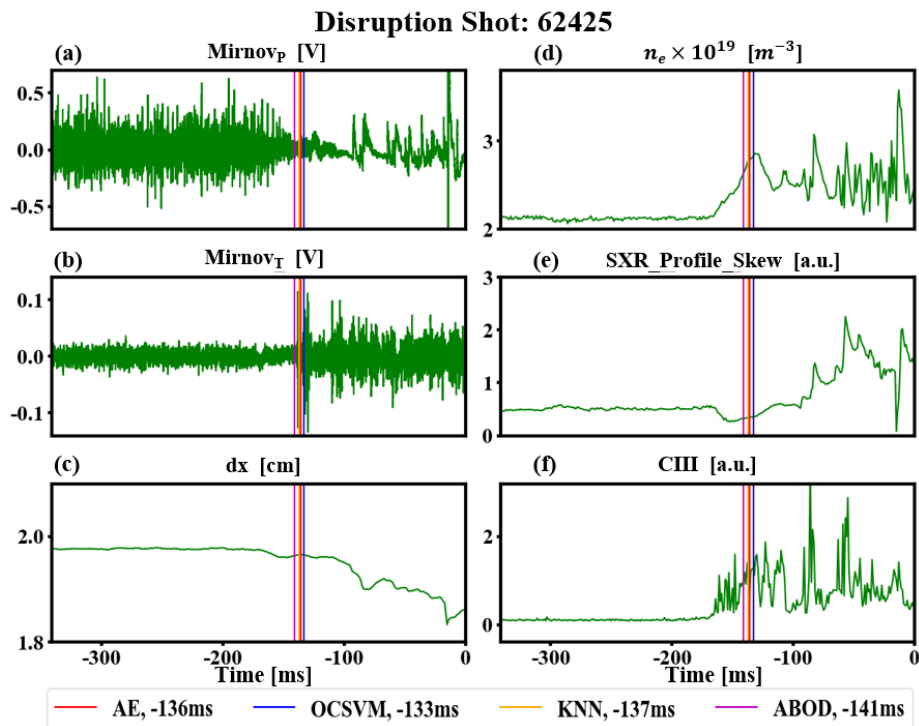 Disruption Shot: 62425
(a) Mirnov_P [V]
0.5
0.0
-0.5
(d) n_e × 10^19 [m^-3]
3
2
(b) Mirnov_T [V]
0.1
0.0
-0.1
(e) SXR_Profile_Skew [a.u.]
3
2
1
0
(c) dx [cm]
2.0
1.8
-300 -200 -100 0
Time [ms]
(f) CIII [a.u.]
2
0
-300 -200 -100 0
Time [ms]
AE, -136ms OCSVM, -133ms KNN, -137ms ABOD, -141ms